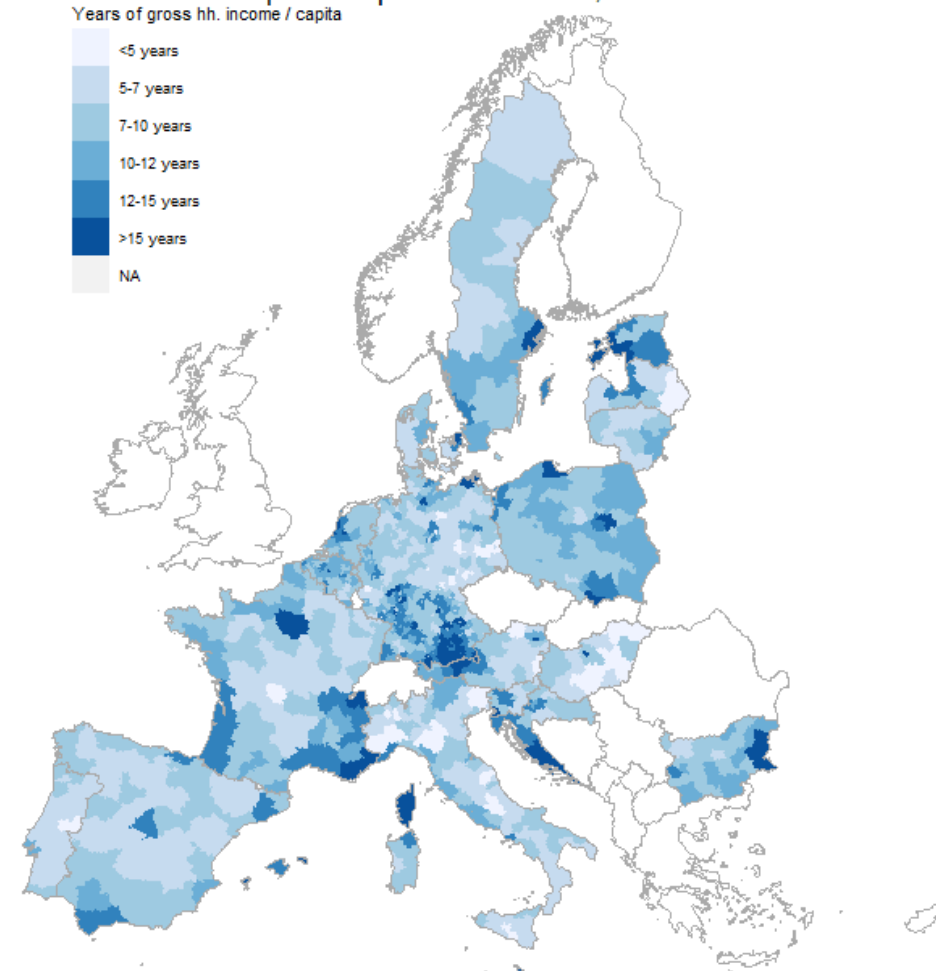 Years of gross hh. income / capita
<5 years
5-7 years
7-10 years
10-12 years
12-15 years
>15 years
NA